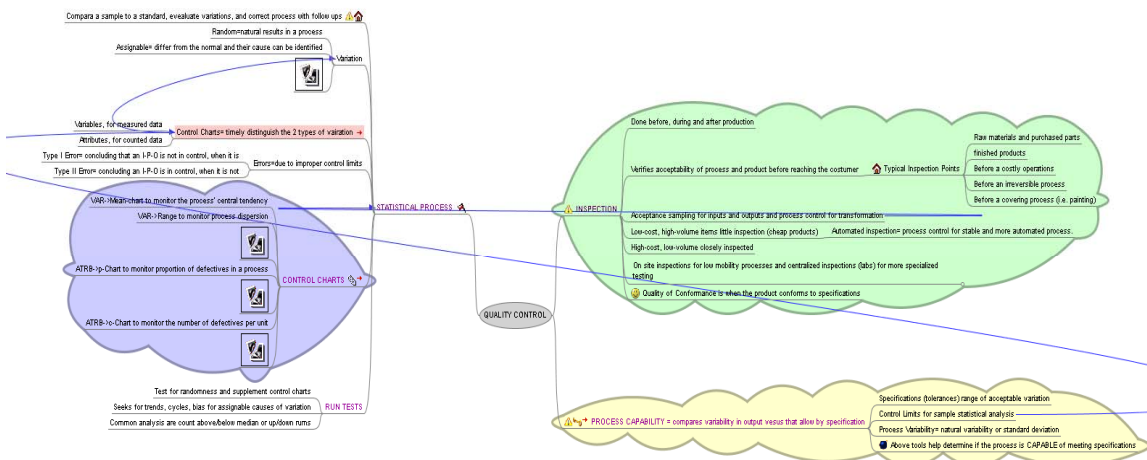 Compara a sample to a standard, evealuate variations, and correct process with follow ups
Random=natural results in a process
Assignable= differ from the normal and their cause can be identified
Variation
Variables, for measured data
Attributes, for counted data
Control Charts= timely distinguish the 2 types of vairation
Type I Error= concluding that an I-P-O is not in control, when it is
Type II Error= concluding an I-P-O is in control, when it is not
Errors=due to improper control limits
STATISTICAL PROCESS
VAR->Mean-chart to monitor the process' central tendency
VAR->Range to monitor process dispersion
ATRB->p-Chart to monitor proportion of defectives in a process
CONTROL CHARTS
ATRB->c-Chart to monitor the number of defectives per unit
Test for randomness and supplement control charts
Seeks for trends, cycles, bias for assignable causes of variation
RUN TESTS
Common analysis are count above/below median or up/down rums
QUALITY CONTROL
Done before, during and after production
Verifies acceptability of process and product before reaching the costumer
Typical Inspection Points
Raw materials and purchased parts
finished products
Before a costly operations
Before an irreversible process
Before a covering process (i.e. painting)
INSPECTION
Acceptance sampling for inputs and outputs and process control for transformation
Low-cost, high-volume items little inspection (cheap products)
Automated inspection= process control for stable and more automated process.
High-cost, low-volume closely inspected
On site inspections for low mobility processes and centralized inspections (labs) for more specialized
testing
Quality of Conformance is when the product conforms to specifications
PROCESS CAPABILITY = compares variability in output vesus that allow by specification
Specifications (tolerances) range of acceptable variation
Control Limits for sample statistical analysis
Process Variability= natural variability or standard deviation
Above tools help determine if the process is CAPABLE of meeting specifications